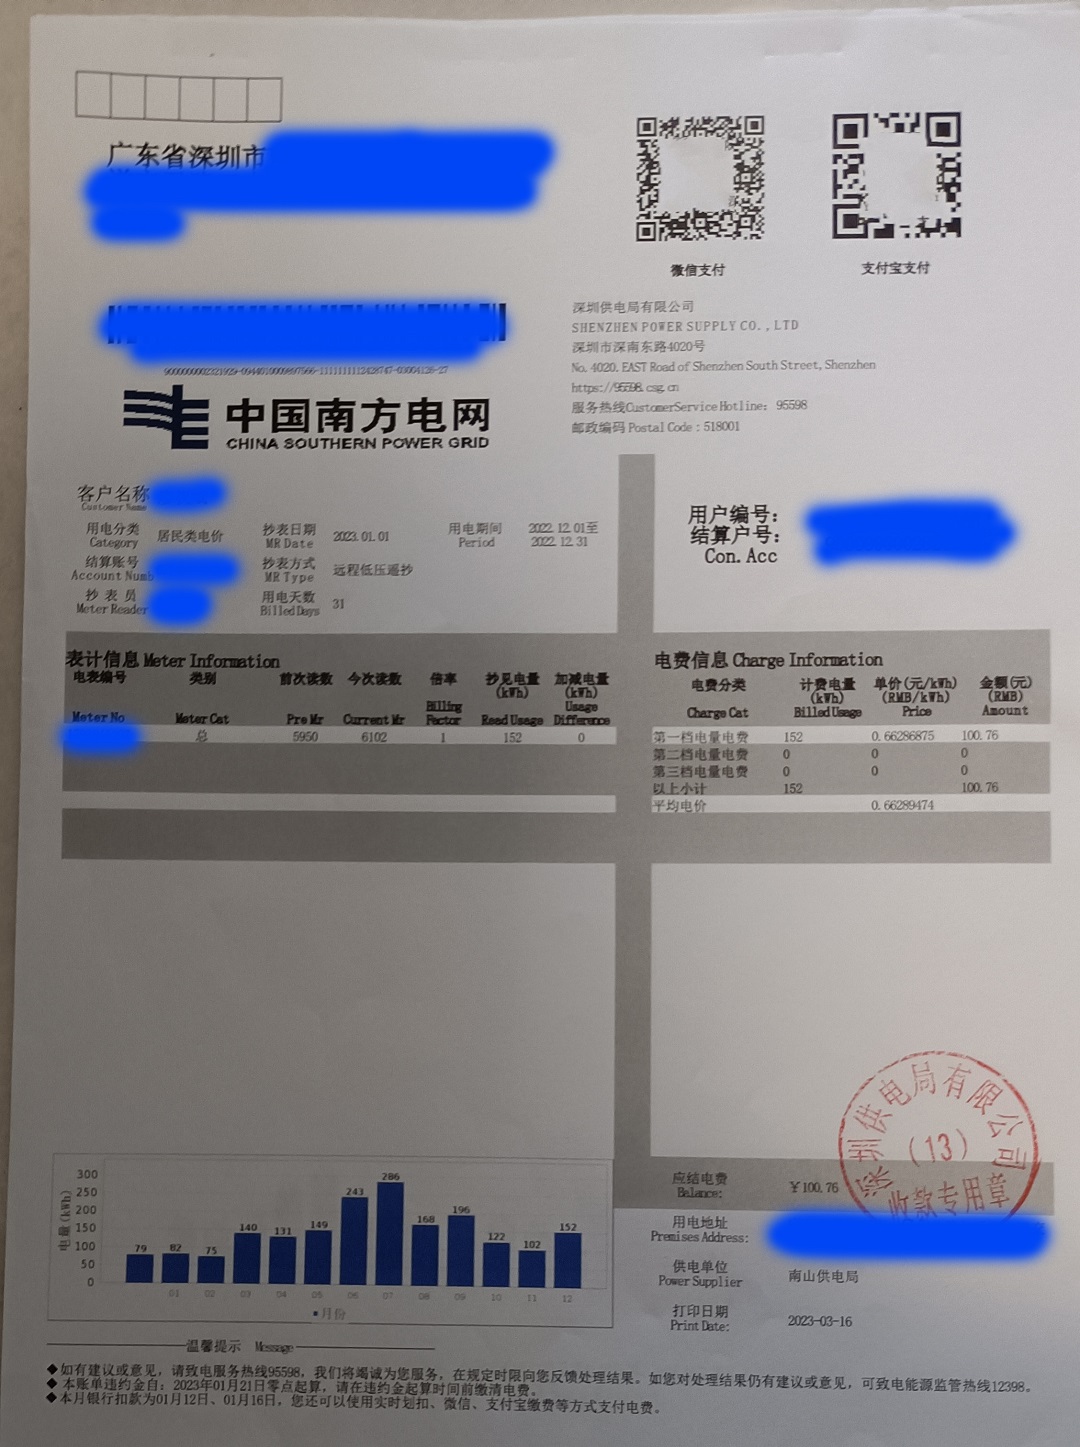 广东省深圳市
微信支付
支付宝支付
深圳供电局有限公司
SHENZHEN POWER SUPPLY CO.,LTD
深圳市深南东路4020号
No. 4020. EAST Road of Shenzhen South Street, Shenzhen
https://95598.csg.cn
服务热线CustomerService Hotline: 95598
邮政编码 Postal Code : 518001
中国南方电网
CHINA SOUTHERN POWER GRID
客户名称
Customer Name
用电分类 居民类电价 抄表日期 2023.01.01 用电期间 2022.12.01至
Category MR Date Period 2022.12.31
结算账号 抄表方式 远程低压遥抄
Account Numb MR Type
抄 表 员 用电天数 31
Meter Reader Billed Days
用户编号:
结算户号:
Con. Acc
表计信息 Meter Information
电表编号 类别 前次读数 今次读数 倍率 抄见电量 加减电量
(kWh) (kWh)
Meter No Meter Cat Pre Mr Current Mr Billing Factor Read Usage Usage Difference
总 5950 6102 1 152 0
电费信息 Charge Information
电费分类 计费电量 单价(元/kWh) 金额(元)
(kWh) (RMB/kWh) (RMB)
Charge Cat Billed Usage Price Amount
第一档电量电费 152 0.66286875 100.76
第二档电量电费 0 0 0
第三档电量电费 0 0 0
以上小计 152 100.76
平均电价 0.66289474
深圳供电局有限公司
(13)
收款专用章
电量(kWh)
300
250
200
150
100
50
0
79 82 75 140 131 149 243 286 168 196 122 102 152
01 02 03 04 05 06 07 08 09 10 11 12
月份
应结电费 ¥100.76
Balance:
用电地址
Premises Address:
供电单位 南山供电局
Power Supplier
打印日期 2023-03-16
Print Date:
温馨提示 Message
◆如有建议或意见，请致电服务热线95598，我们将竭诚为您服务，在规定时限向您反馈处理结果。如您对处理结果仍有建议或意见，可致电能源监管热线12398。
◆本账单违约金自：2023年01月21日零点起算，请在违约金起算时间前缴清电费。
◆本月银行扣款为01月12日、01月16日，您还可以使用实时划扣、微信、支付宝缴费等方式支付电费。